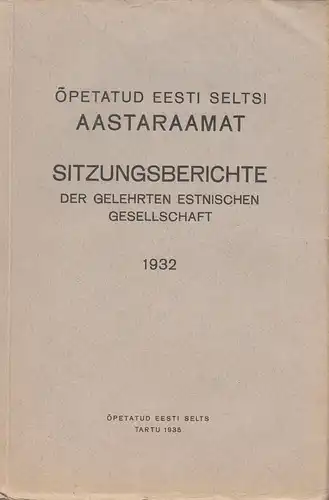 ÕPETATUD EESTI SELTSI
AASTARAAMAT
SITZUNGSBERICHTE
DER GELEHRTEN ESTNISCHEN
GESELLSCHAFT
1932
ÕPETATUD EESTI SELTS
TARTU 1935